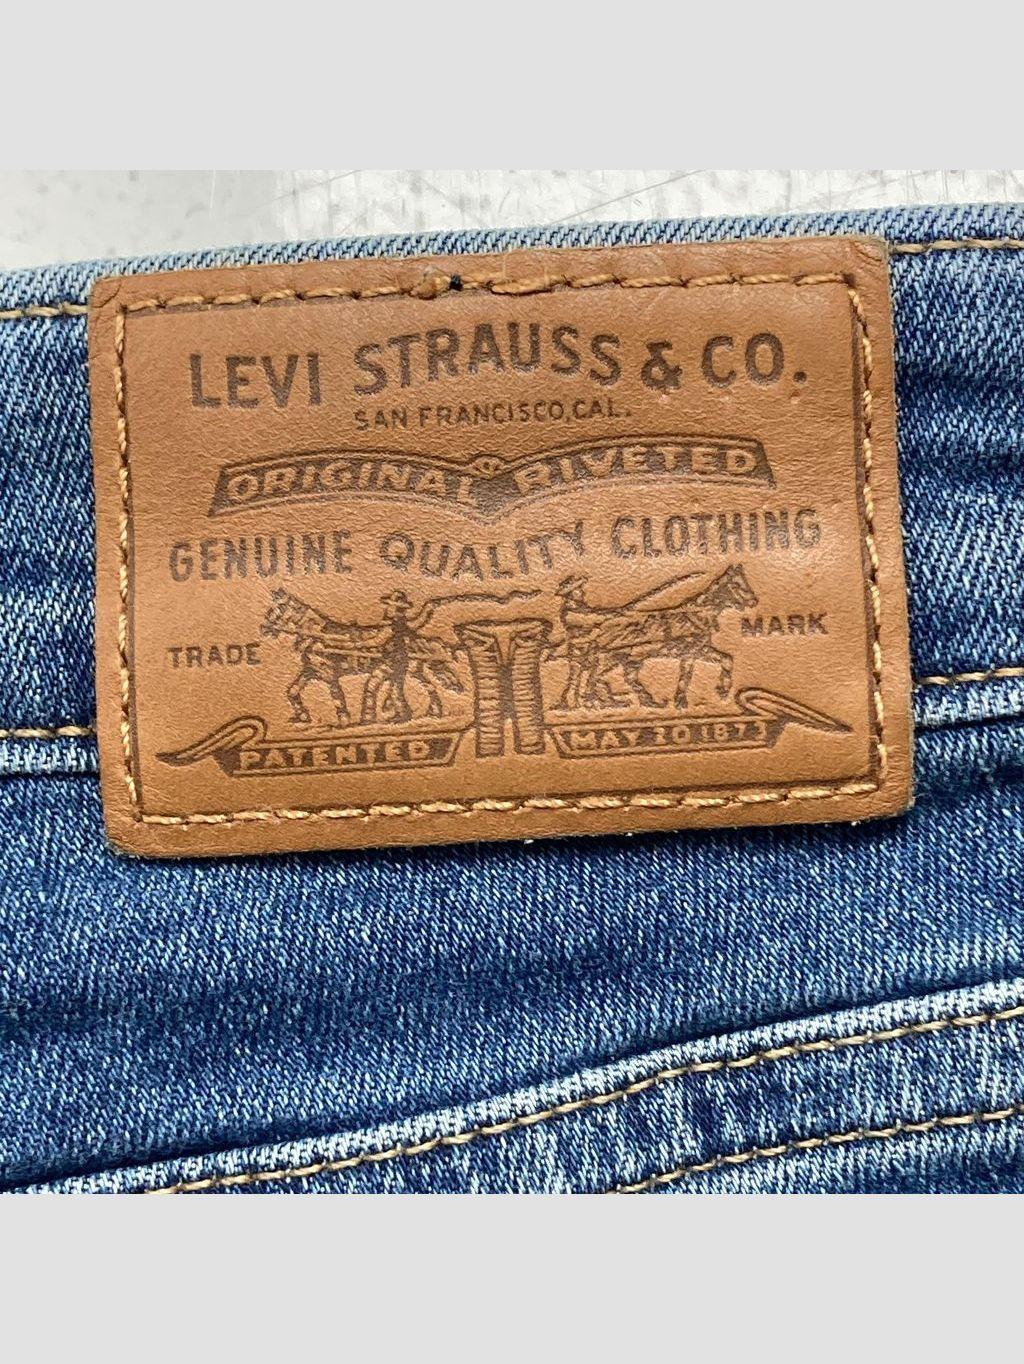 LEVI STRAUSS & CO.
SAN FRANCISCO, CAL.
ORIGINAL RIVETED
GENUINE QUALITY CLOTHING
TRADE MARK
PATENTED MAY 20 1873